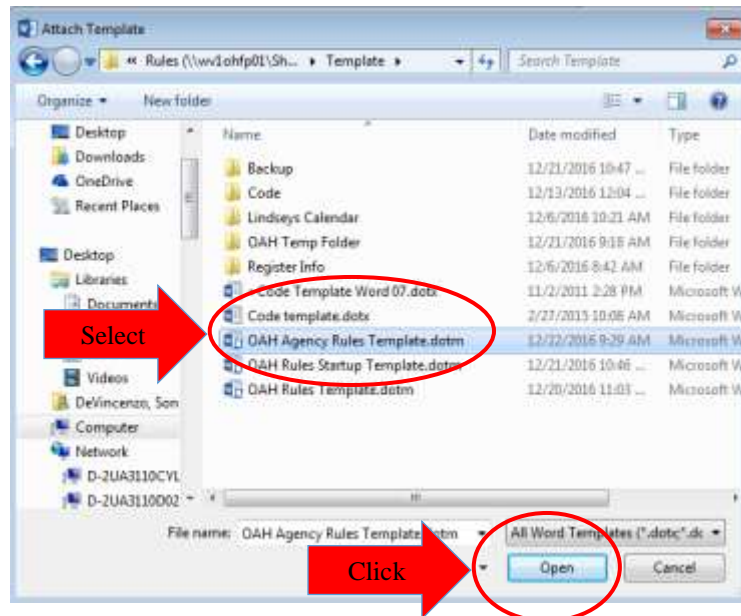 Attach Template
« Rules (\\wv1ohfp01\Sh... ▸ Template ▸ Search Template
Organize New folder
Name Date modified Type
Desktop
Downloads
OneDrive
Recent Places
Desktop
Libraries
Documents
Videos
DeVincenzo, Son
Computer
Network
D-2UA3110CYL
D-2UA3110D02
Backup 12/21/2016 10:47 ... File folder
Code 12/13/2016 12:04 ... File folder
Lindseys Calendar 12/6/2016 10:21 AM File folder
OAH Temp Folder 12/21/2016 9:18 AM File folder
Register Info 12/6/2016 8:42 AM File folder
Code Template Word 07.dotx 11/2/2011 2:28 PM Microsoft W
Code template.dotx 2/27/2015 10:08 AM Microsoft W
OAH Agency Rules Template.dotm 12/22/2016 9:29 AM Microsoft W
OAH Rules Startup Template.dotm 12/21/2016 10:46 ... Microsoft W
OAH Rules Template.dotm 12/20/2016 11:03 ... Microsoft W
Select
File name: OAH Agency Rules Template.dotm All Word Templates (*.dotx;*.dc
Click
Open Cancel